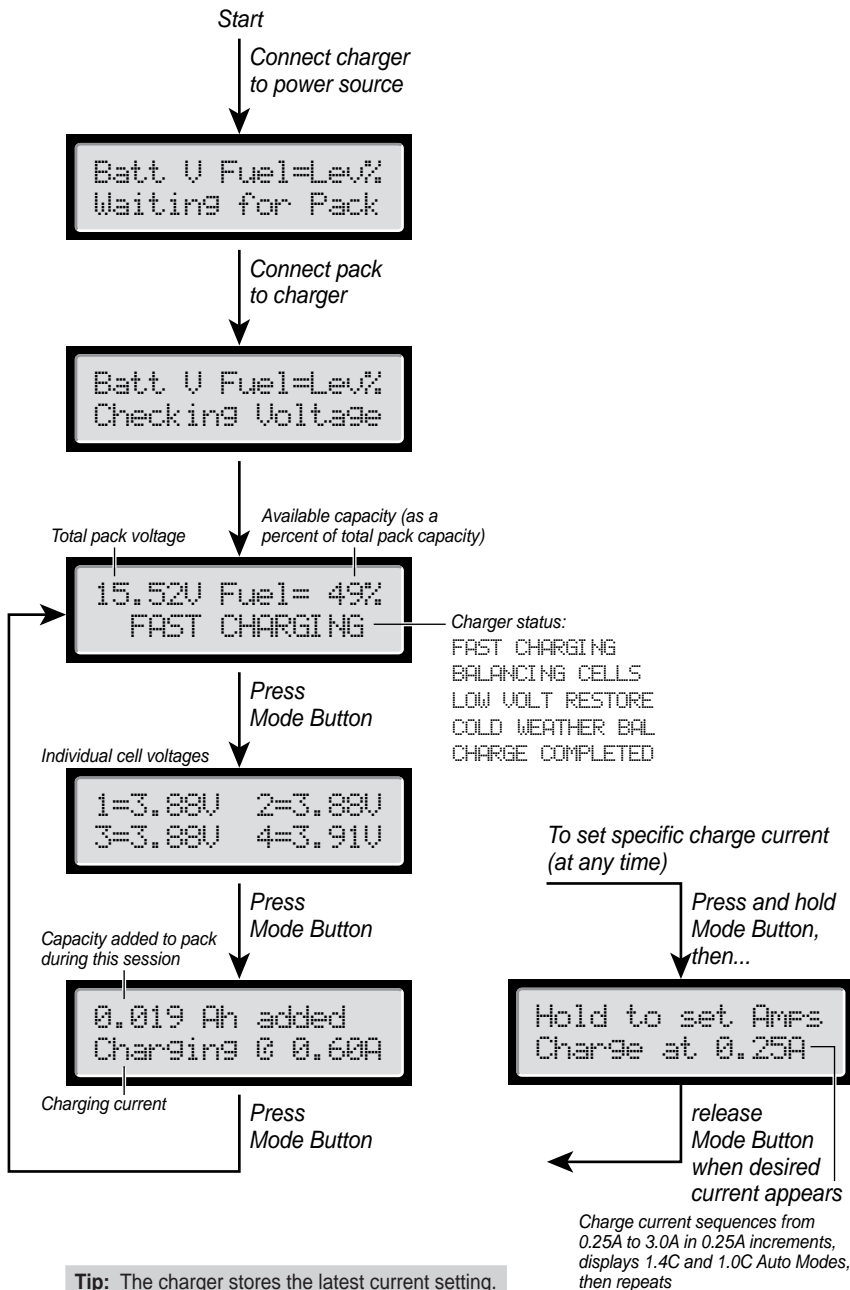 Start
Connect charger
to power source
Batt V Fuel=Lev%
Waiting for Pack
Connect pack
to charger
Batt V Fuel=Lev%
Checking Voltage
Total pack voltage
Available capacity (as a
percent of total pack capacity)
15.52V Fuel= 49%
FAST CHARGING
Charger status:
FAST CHARGING
BALANCING CELLS
LOW VOLT RESTORE
COLD WEATHER BAL
CHARGE COMPLETED
Press
Mode Button
Individual cell voltages
1=3.88V 2=3.88V
3=3.88V 4=3.91V
Press
Mode Button
Capacity added to pack
during this session
0.019 Ah added
Charging @ 0.60A
Charging current
Press
Mode Button
To set specific charge current
(at any time)
Press and hold
Mode Button,
then...
Hold to set Amps
Charge at 0.25A
release
Mode Button
when desired
current appears
Charge current sequences from
0.25A to 3.0A in 0.25A increments,
displays 1.4C and 1.0C Auto Modes,
then repeats
Tip: The charger stores the latest current setting.